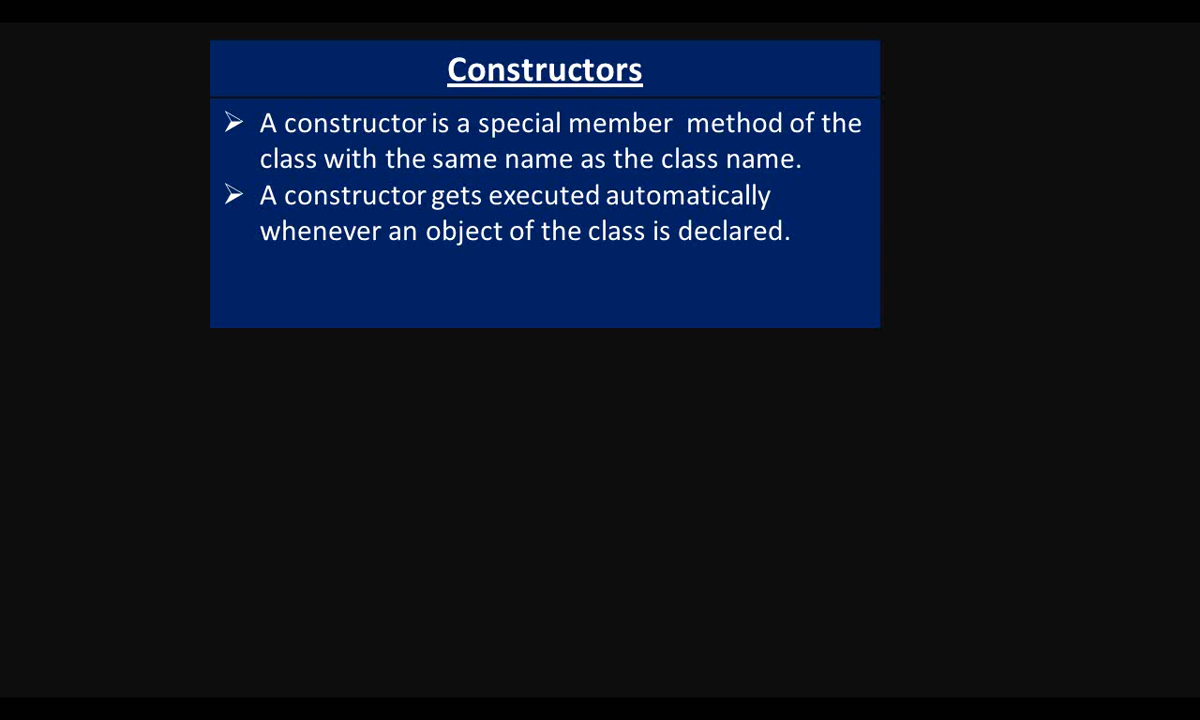 Constructors
➢ A constructor is a special member method of the
class with the same name as the class name.
➢ A constructor gets executed automatically
whenever an object of the class is declared.